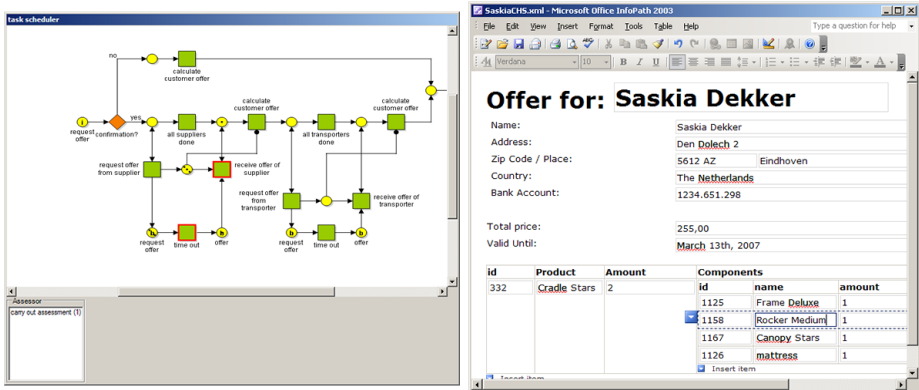 task scheduler
no
calculate
customer offer
calculate
customer offer
calculate
customer offer
yes
request
offer
confirmation?
all suppliers
done
all transporters
done
request offer
from supplier
receive offer of
supplier
request offer
from
transporter
receive offer of
transporter
request
offer
time out
offer
request
offer
time out
offer
Assessor
carry out assessment (1)
SaskiaCHS.xml - Microsoft Office InfoPath 2003
File Edit View Insert Format Tools Table Help
Type a question for help
Verdana 10 B I U
Offer for: Saskia Dekker
Name: Saskia Dekker
Address: Den Dolech 2
Zip Code / Place: 5612 AZ Eindhoven
Country: The Netherlands
Bank Account: 1234.651.298
Total price: 255,00
Valid Until: March 13th, 2007
id Product Amount Components
332 Cradle Stars 2
id name amount
1125 Frame Deluxe 1
1158 Rocker Medium 1
1167 Canopy Stars 1
1126 mattress 1
Insert item
Insert item